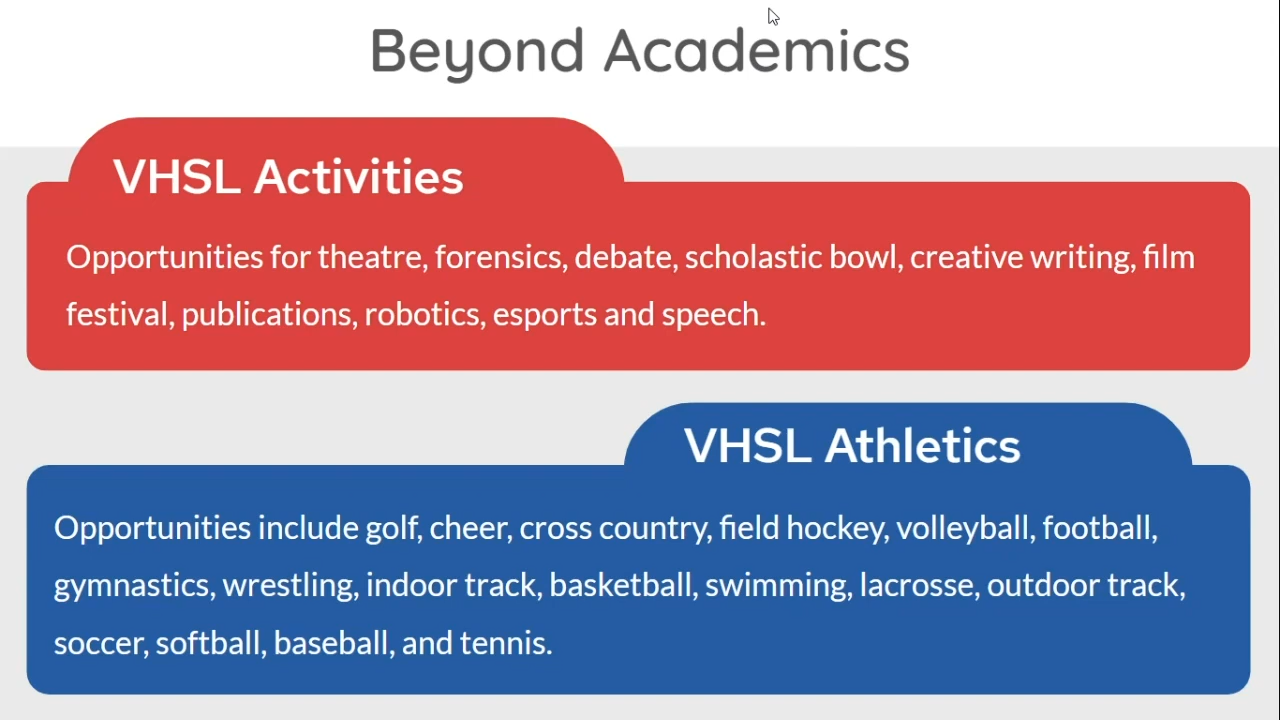 Beyond Academics
VHSL Activities
Opportunities for theatre, forensics, debate, scholastic bowl, creative writing, film
festival, publications, robotics, esports and speech.
VHSL Athletics
Opportunities include golf, cheer, cross country, field hockey, volleyball, football,
gymnastics, wrestling, indoor track, basketball, swimming, lacrosse, outdoor track,
soccer, softball, baseball, and tennis.